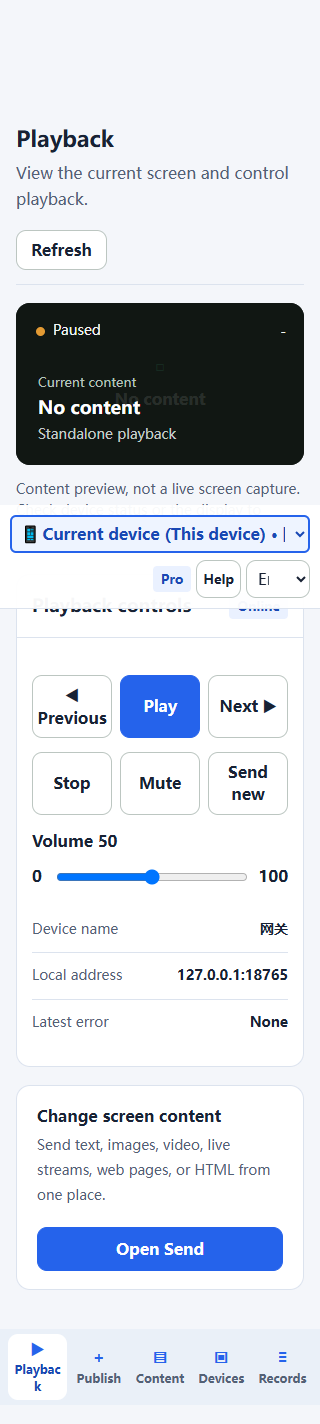 Playback
View the current screen and control
playback.
Refresh
Paused
-
Current content
No content
No content
Standalone playback
Content preview, not a live screen capture.
Current device (This device) •
Pro
Help
Playback controls
Online
◀
Previous
Play
Next ▶
Stop
Mute
Send
new
Volume 50
0
100
Device name
网关
Local address
127.0.0.1:18765
Latest error
None
Change screen content
Send text, images, video, live
streams, web pages, or HTML from
one place.
Open Send
Playbac
k
Publish
Content
Devices
Records